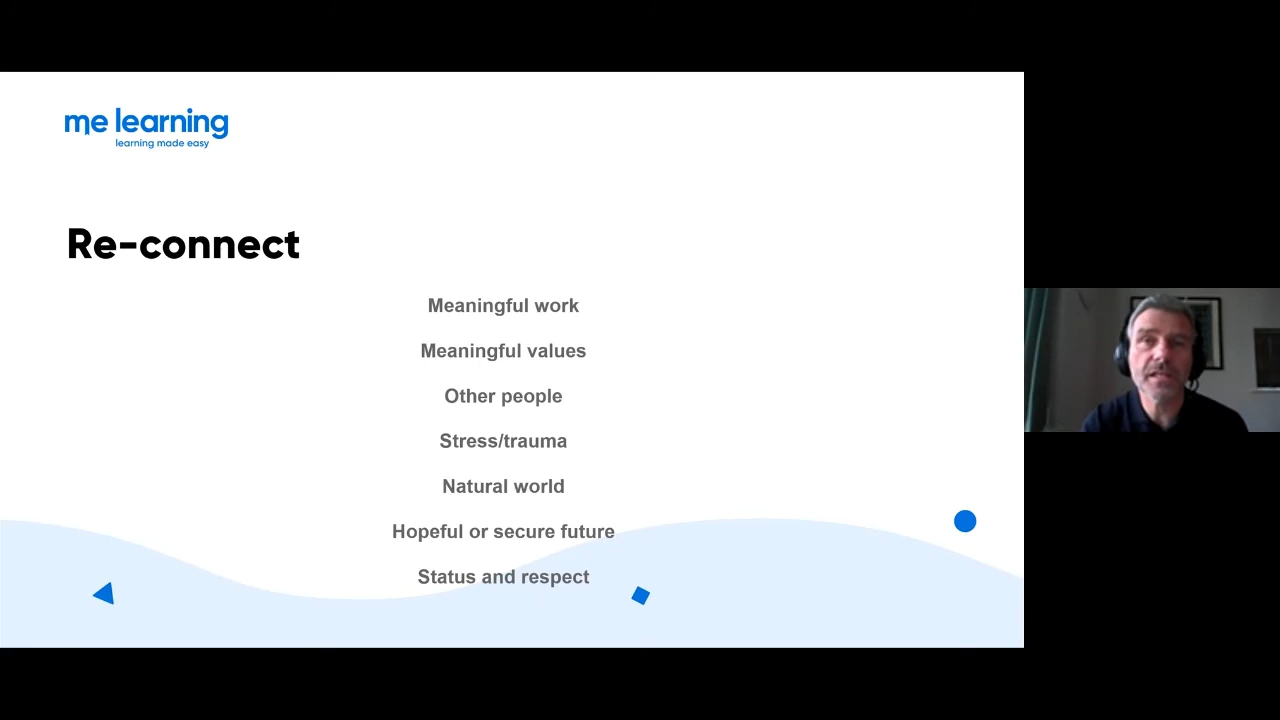 me learning
learning made easy
Re-connect
Meaningful work
Meaningful values
Other people
Stress/trauma
Natural world
Hopeful or secure future
Status and respect